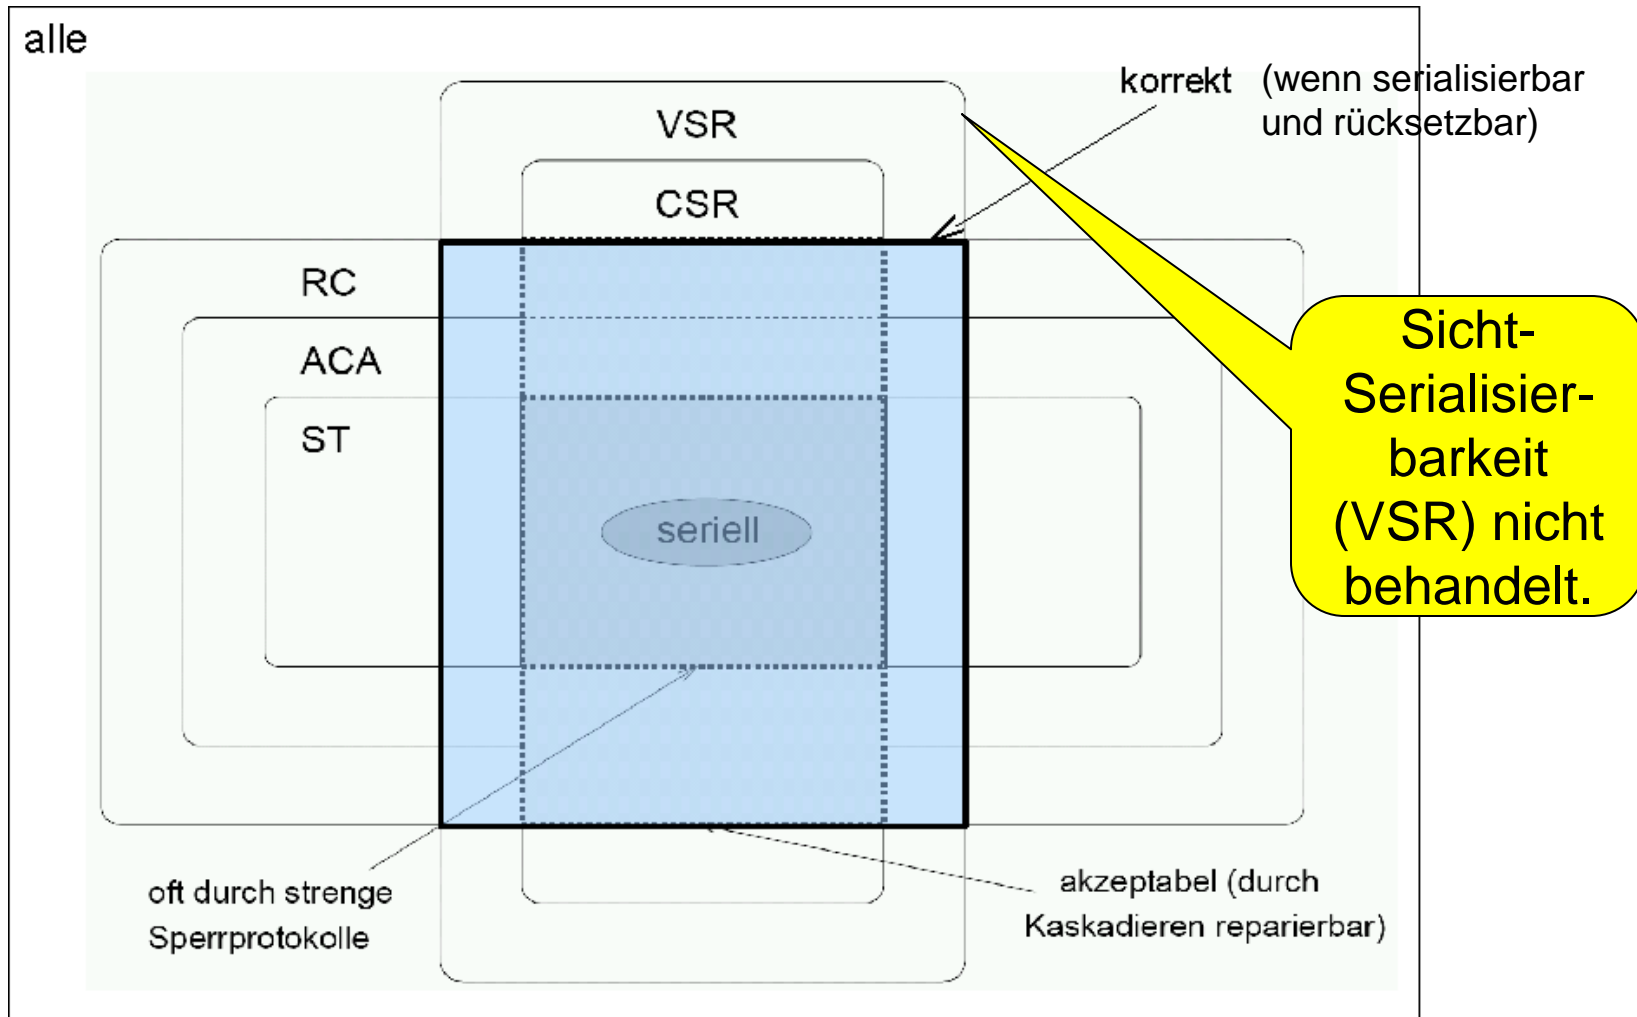 alle
korrekt (wenn serialisierbar
und rücksetzbar)
VSR
CSR
RC
ACA
ST
seriell
Sicht-
Serialisier-
barkeit
(VSR) nicht
behandelt.
oft durch strenge
Sperrprotokolle
akzeptabel (durch
Kaskadieren reparierbar)